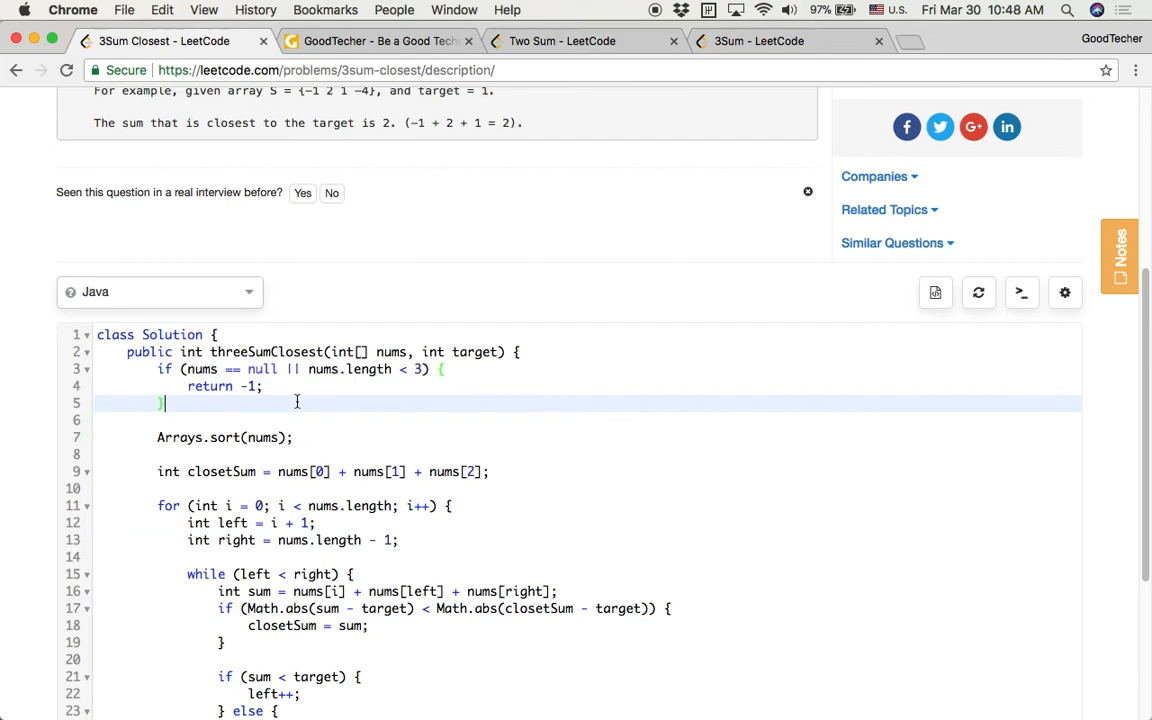 Chrome File Edit View History Bookmarks People Window Help 97% U.S. Fri Mar 30 10:48 AM
3Sum Closest - LeetCode GoodTecher - Be a Good Tech Two Sum - LeetCode 3Sum - LeetCode GoodTecher
Secure https://leetcode.com/problems/3sum-closest/description/
For example, given array S = {-1 2 1 -4}, and target = 1.
The sum that is closest to the target is 2. (-1 + 2 + 1 = 2).
Seen this question in a real interview before? Yes No
Companies
Related Topics
Similar Questions
Notes
Java
1 class Solution {
2 public int threeSumClosest(int[] nums, int target) {
3 if (nums == null || nums.length < 3) {
4 return -1;
5 }
6
7 Arrays.sort(nums);
8
9 int closetSum = nums[0] + nums[1] + nums[2];
10
11 for (int i = 0; i < nums.length; i++) {
12 int left = i + 1;
13 int right = nums.length - 1;
14
15 while (left < right) {
16 int sum = nums[i] + nums[left] + nums[right];
17 if (Math.abs(sum - target) < Math.abs(closetSum - target)) {
18 closetSum = sum;
19 }
20
21 if (sum < target) {
22 left++;
23 } else {